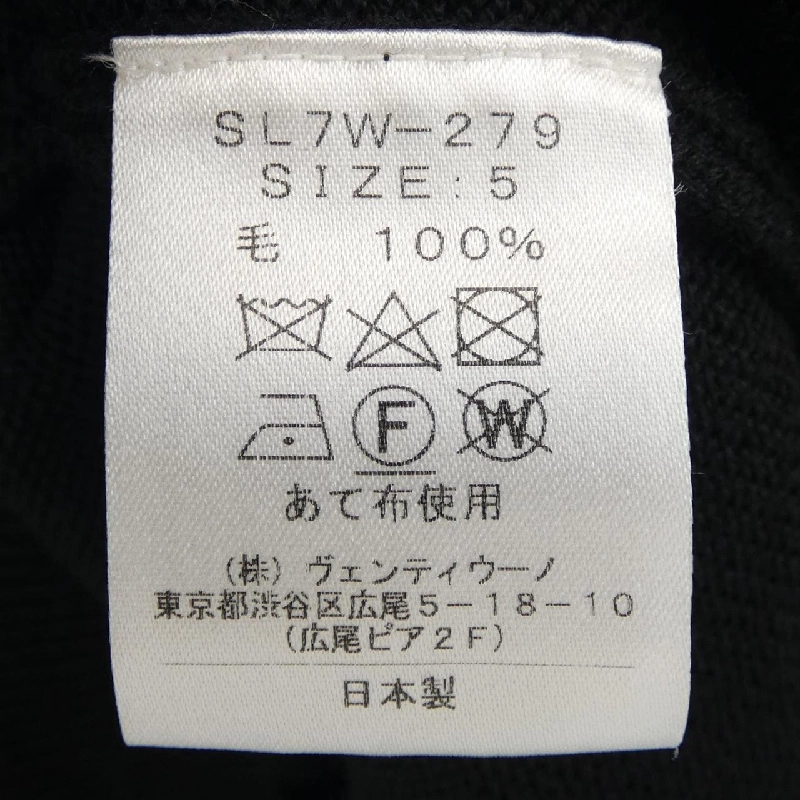 SL7W-279
SIZE:5
毛 100%
F W
あて布使用
(株)ヴェンティウーノ
東京都渋谷区広尾5-18-10
(広尾ピア2F)
日本製